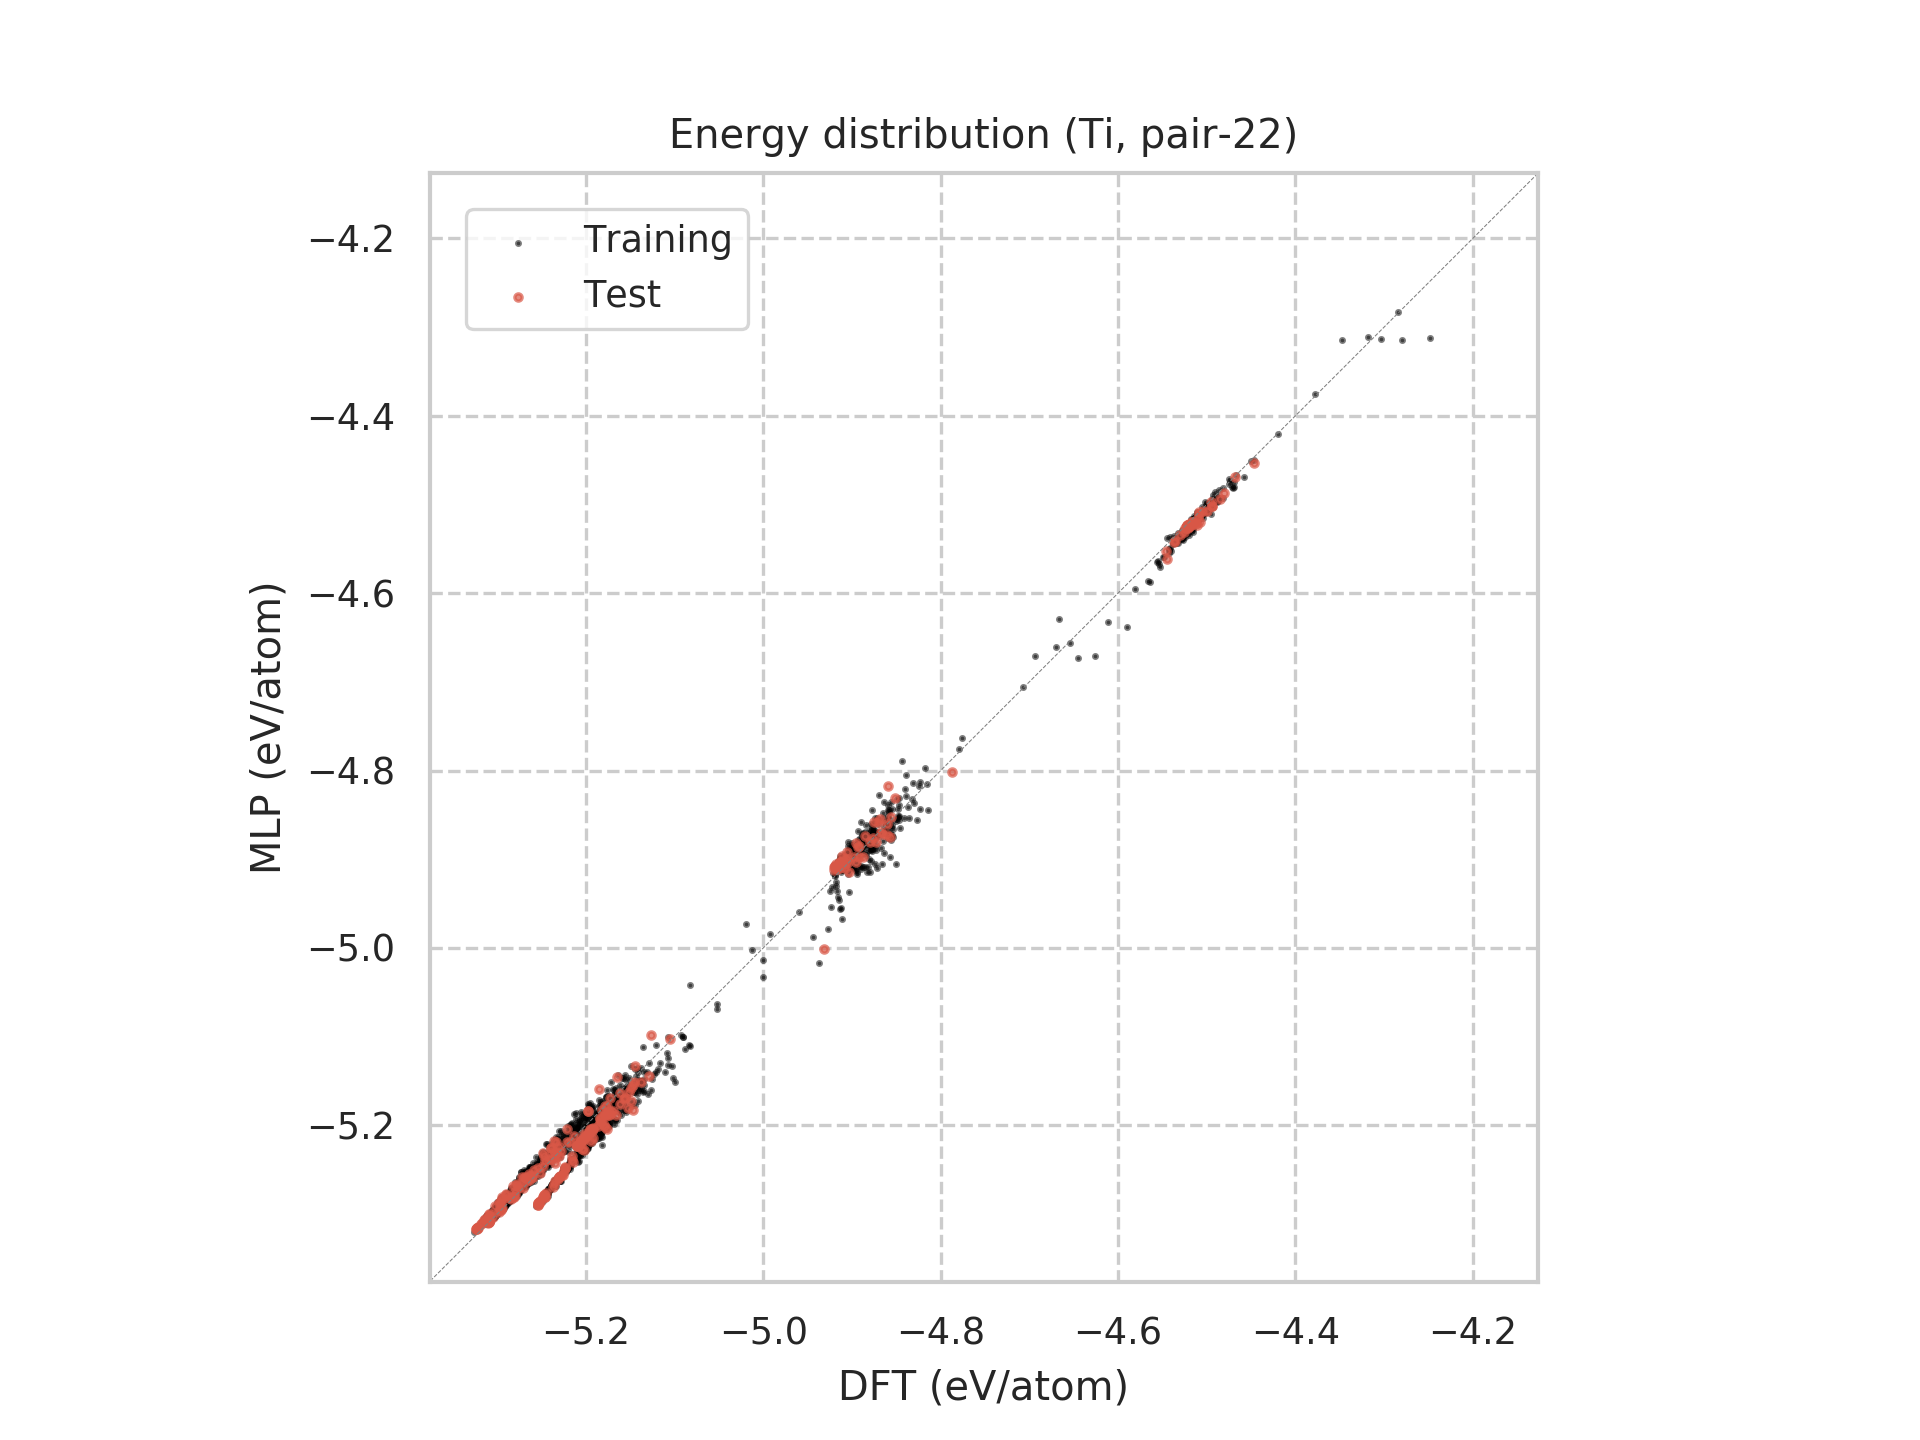 Energy distribution (Ti, pair-22)
Training
Test
−4.2
−4.4
−4.6
−4.8
−5.0
−5.2
MLP (eV/atom)
−5.2 −5.0 −4.8 −4.6 −4.4 −4.2
DFT (eV/atom)